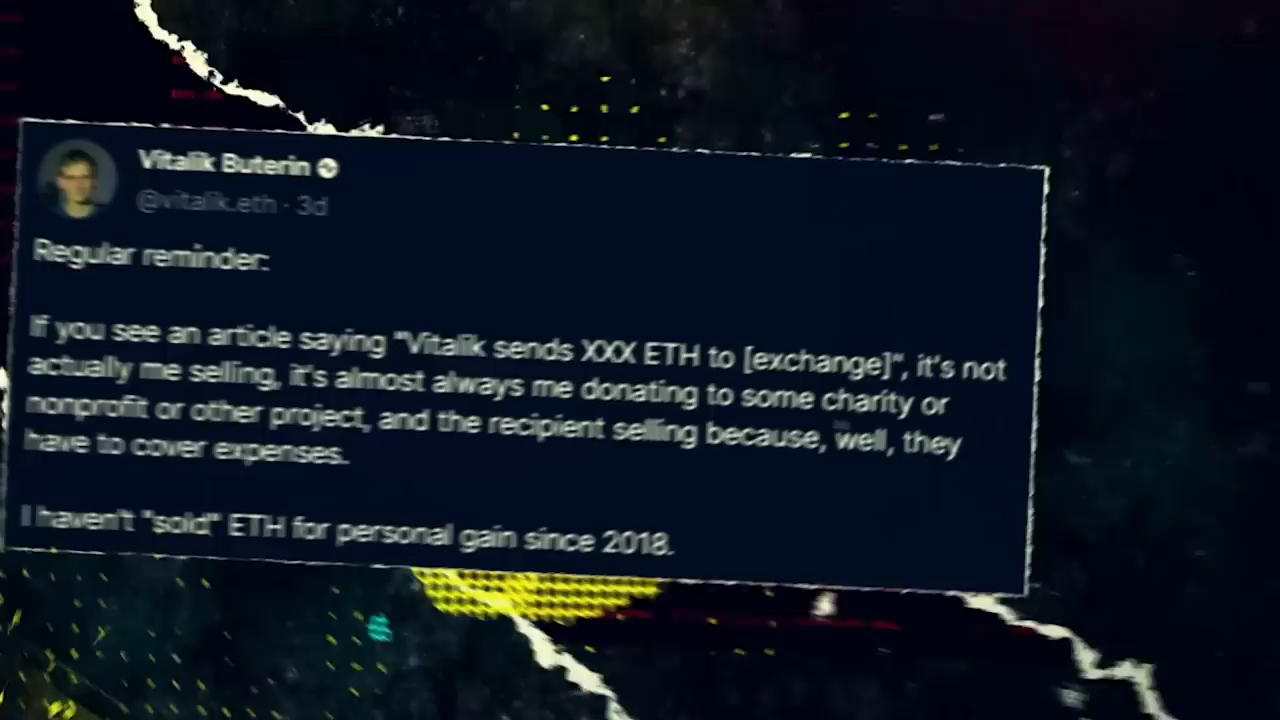 Vitalik Buterin
@vitalik.eth · 3d
Regular reminder:
If you see an article saying "Vitalik sends XXX ETH to [exchange]", it's not
actually me selling, it's almost always me donating to some charity or
nonprofit or other project, and the recipient selling because, well, they
have to cover expenses.
I haven't "sold" ETH for personal gain since 2018.